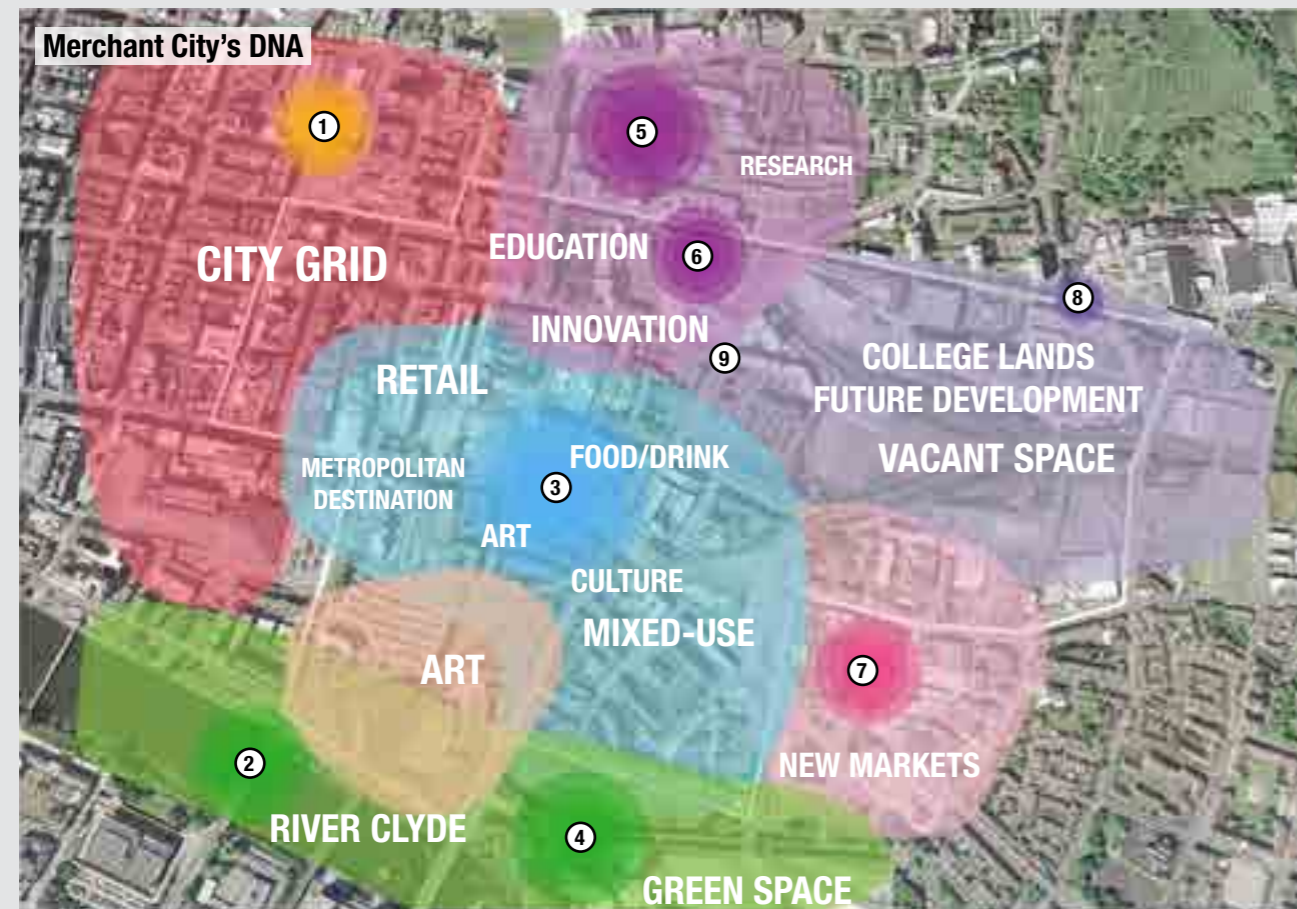 Merchant City's DNA
1
5
RESEARCH
EDUCATION
6
CITY GRID
8
INNOVATION
9
COLLEGE LANDS
FUTURE DEVELOPMENT
RETAIL
VACANT SPACE
FOOD/DRINK
METROPOLITAN
DESTINATION
3
ART
CULTURE
MIXED-USE
ART
7
2
NEW MARKETS
RIVER CLYDE
4
GREEN SPACE